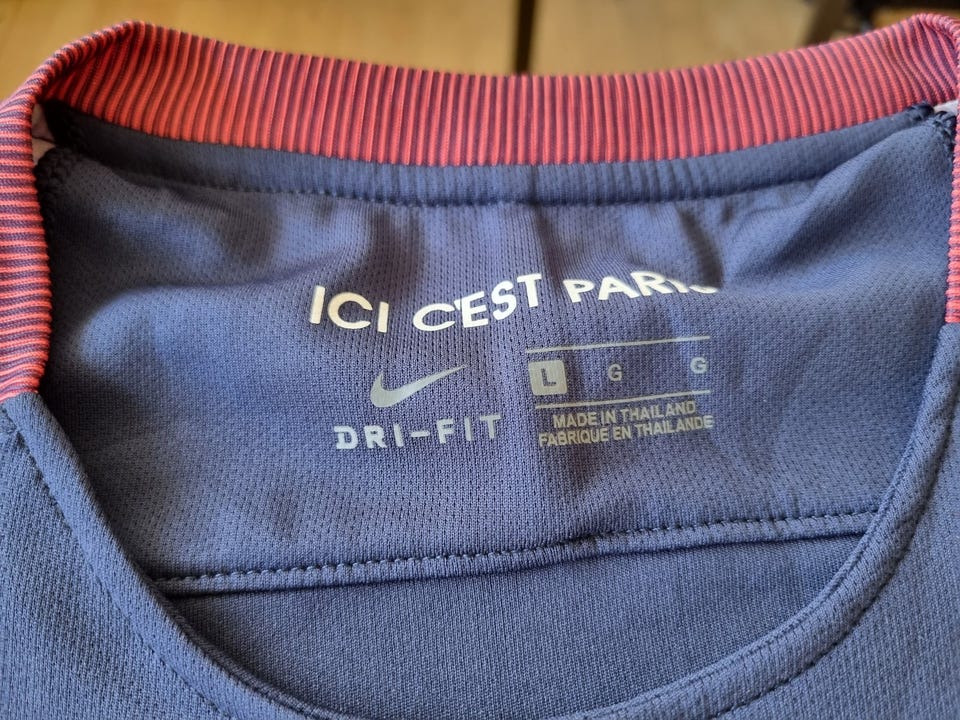 ICI C'EST PARIS
DRI-FIT
L G G
MADE IN THAILAND
FABRIQUE EN THAILANDE